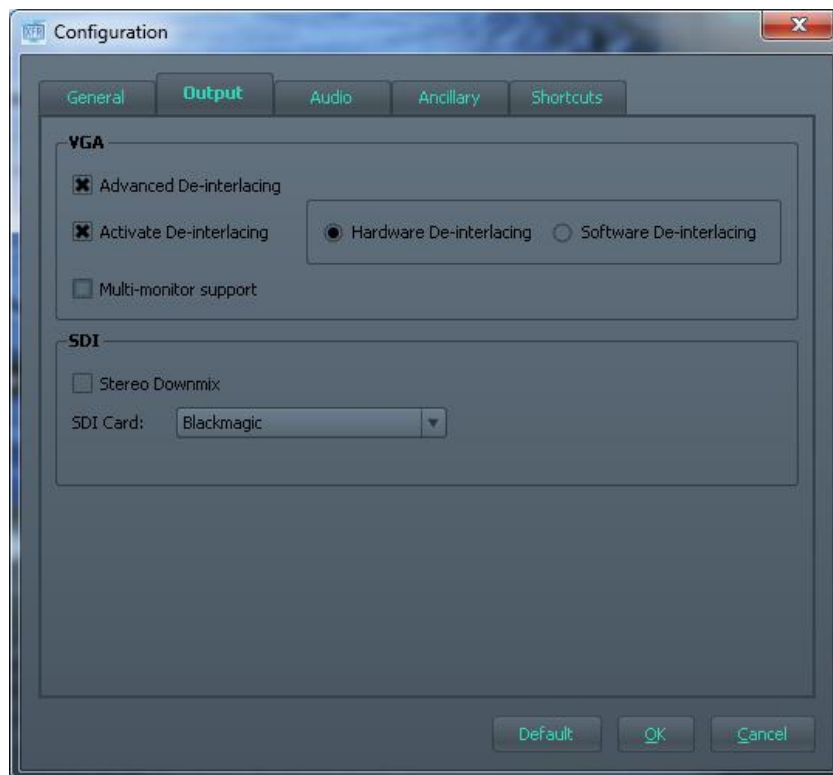 XFR Configuration X
General Output Audio Ancillary Shortcuts
VGA
Advanced De-interlacing
Activate De-interlacing Hardware De-interlacing Software De-interlacing
Multi-monitor support
SDI
Stereo Downmix
SDI Card: Blackmagic
Default OK Cancel